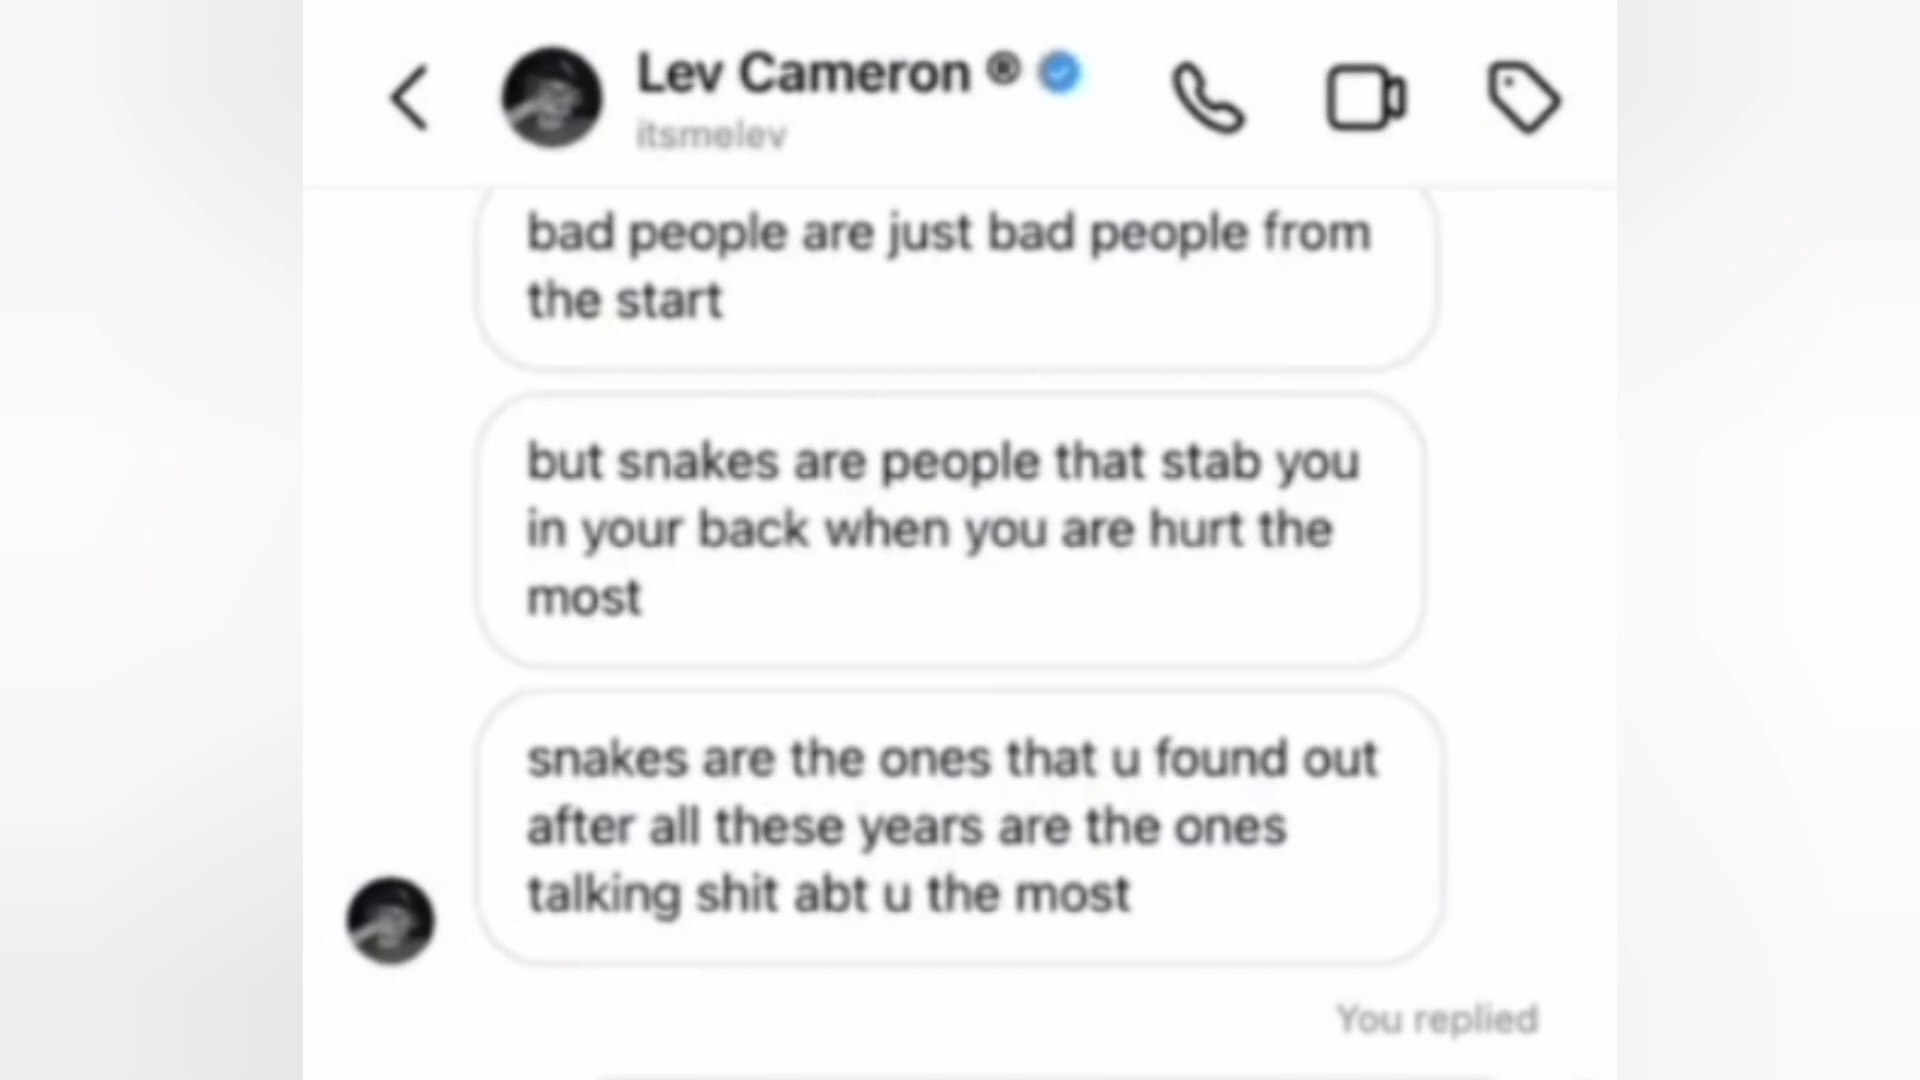 Lev Cameron ®
itsmelev
bad people are just bad people from
the start
but snakes are people that stab you
in your back when you are hurt the
most
snakes are the ones that u found out
after all these years are the ones
talking shit abt u the most
You replied